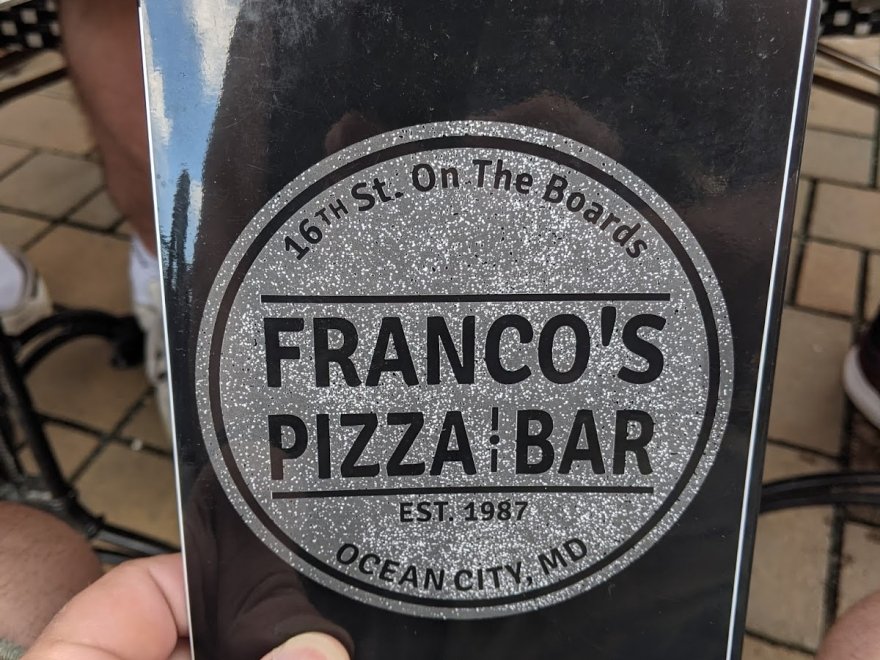 16TH St. On The Boards
FRANCO'S
PIZZA BAR
EST. 1987
OCEAN CITY, MD